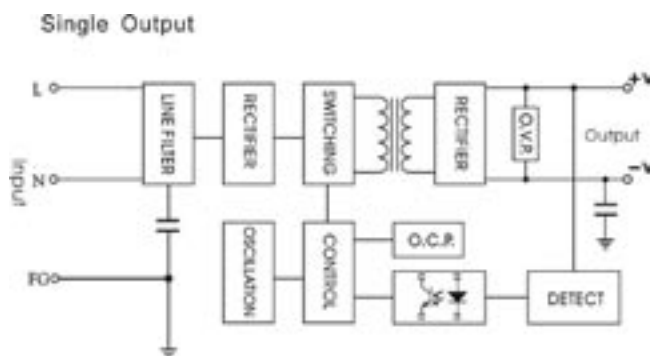 Single Output
L
LINE FILTER
RECTIFIER
SWITCHING
RECTIFIER
O.V.P.
+V
Output
-V
Input
N
FG
OSCILLATION
CONTROL
O.C.P.
DETECT